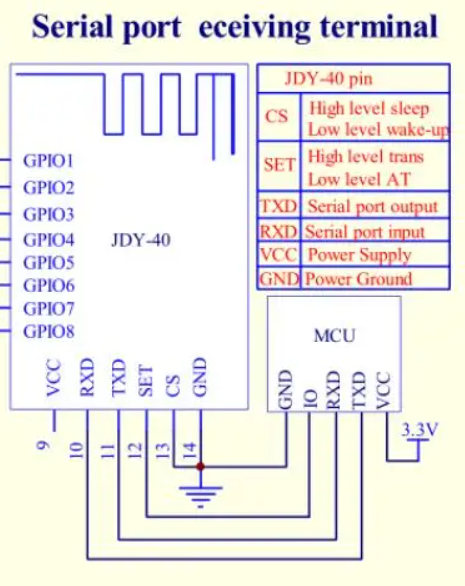 Serial port eceiving terminal
JDY-40 pin
CS
High level sleep
Low level wake-up
SET
High level trans
Low level AT
TXD Serial port output
RXD Serial port input
VCC Power Supply
GND Power Ground
GPIO1
GPIO2
GPIO3
GPIO4
GPIO5
GPIO6
GPIO7
GPIO8
JDY-40
VCC
RXD
TXD
SET
CS
GND
9
10
11
12
13
14
MCU
GND
IO
RXD
TXD
VCC
3.3V